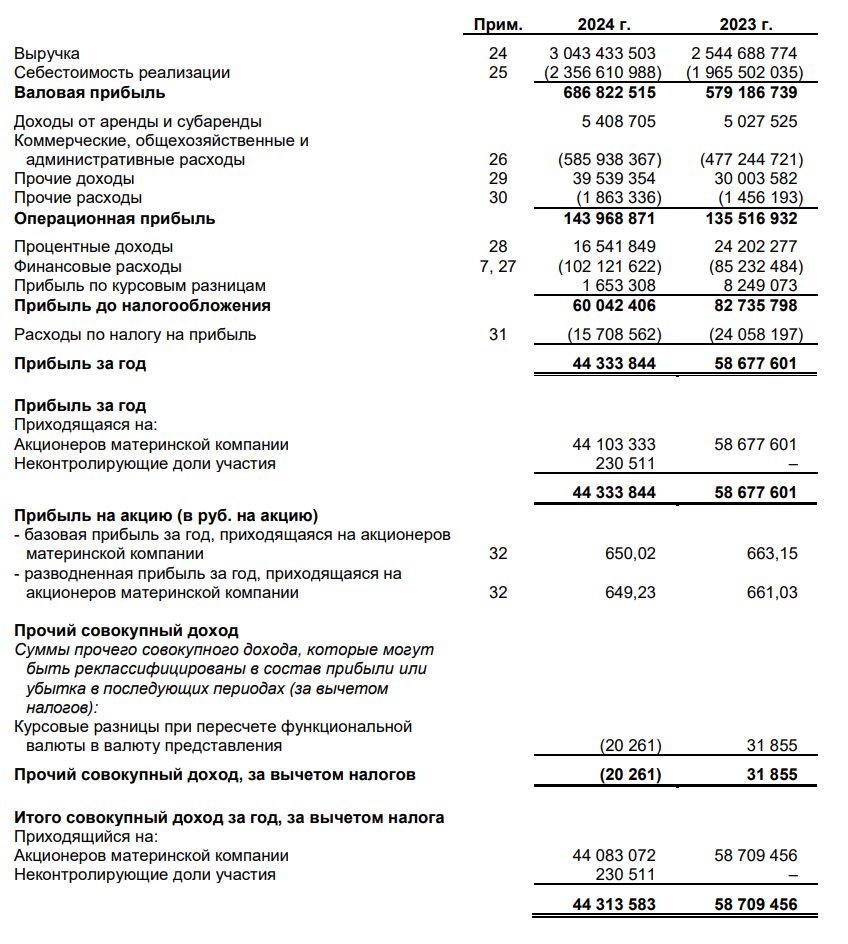 Прим. 2024 г. 2023 г.
Выручка 24 3 043 433 503 2 544 688 774
Себестоимость реализации 25 (2 356 610 988) (1 965 502 035)
Валовая прибыль 686 822 515 579 186 739
Доходы от аренды и субаренды 5 408 705 5 027 525
Коммерческие, общехозяйственные и
административные расходы 26 (585 938 367) (477 244 721)
Прочие доходы 29 39 539 354 30 003 582
Прочие расходы 30 (1 863 336) (1 456 193)
Операционная прибыль 143 968 871 135 516 932
Процентные доходы 28 16 541 849 24 202 277
Финансовые расходы 7, 27 (102 121 622) (85 232 484)
Прибыль по курсовым разницам 1 653 308 8 249 073
Прибыль до налогообложения 60 042 406 82 735 798
Расходы по налогу на прибыль 31 (15 708 562) (24 058 197)
Прибыль за год 44 333 844 58 677 601
Прибыль за год
Приходящаяся на:
Акционеров материнской компании 44 103 333 58 677 601
Неконтролирующие доли участия 230 511 –
44 333 844 58 677 601
Прибыль на акцию (в руб. на акцию)
- базовая прибыль за год, приходящаяся на акционеров
материнской компании 32 650,02 663,15
- разводненная прибыль за год, приходящаяся на
акционеров материнской компании 32 649,23 661,03
Прочий совокупный доход
Суммы прочего совокупного дохода, которые могут
быть реклассифицированы в состав прибыли или
убытка в последующих периодах (за вычетом
налогов):
Курсовые разницы при пересчете функциональной
валюты в валюту представления (20 261) 31 855
Прочий совокупный доход, за вычетом налогов (20 261) 31 855
Итого совокупный доход за год, за вычетом налога
Приходящийся на:
Акционеров материнской компании 44 083 072 58 709 456
Неконтролирующие доли участия 230 511 –
44 313 583 58 709 456